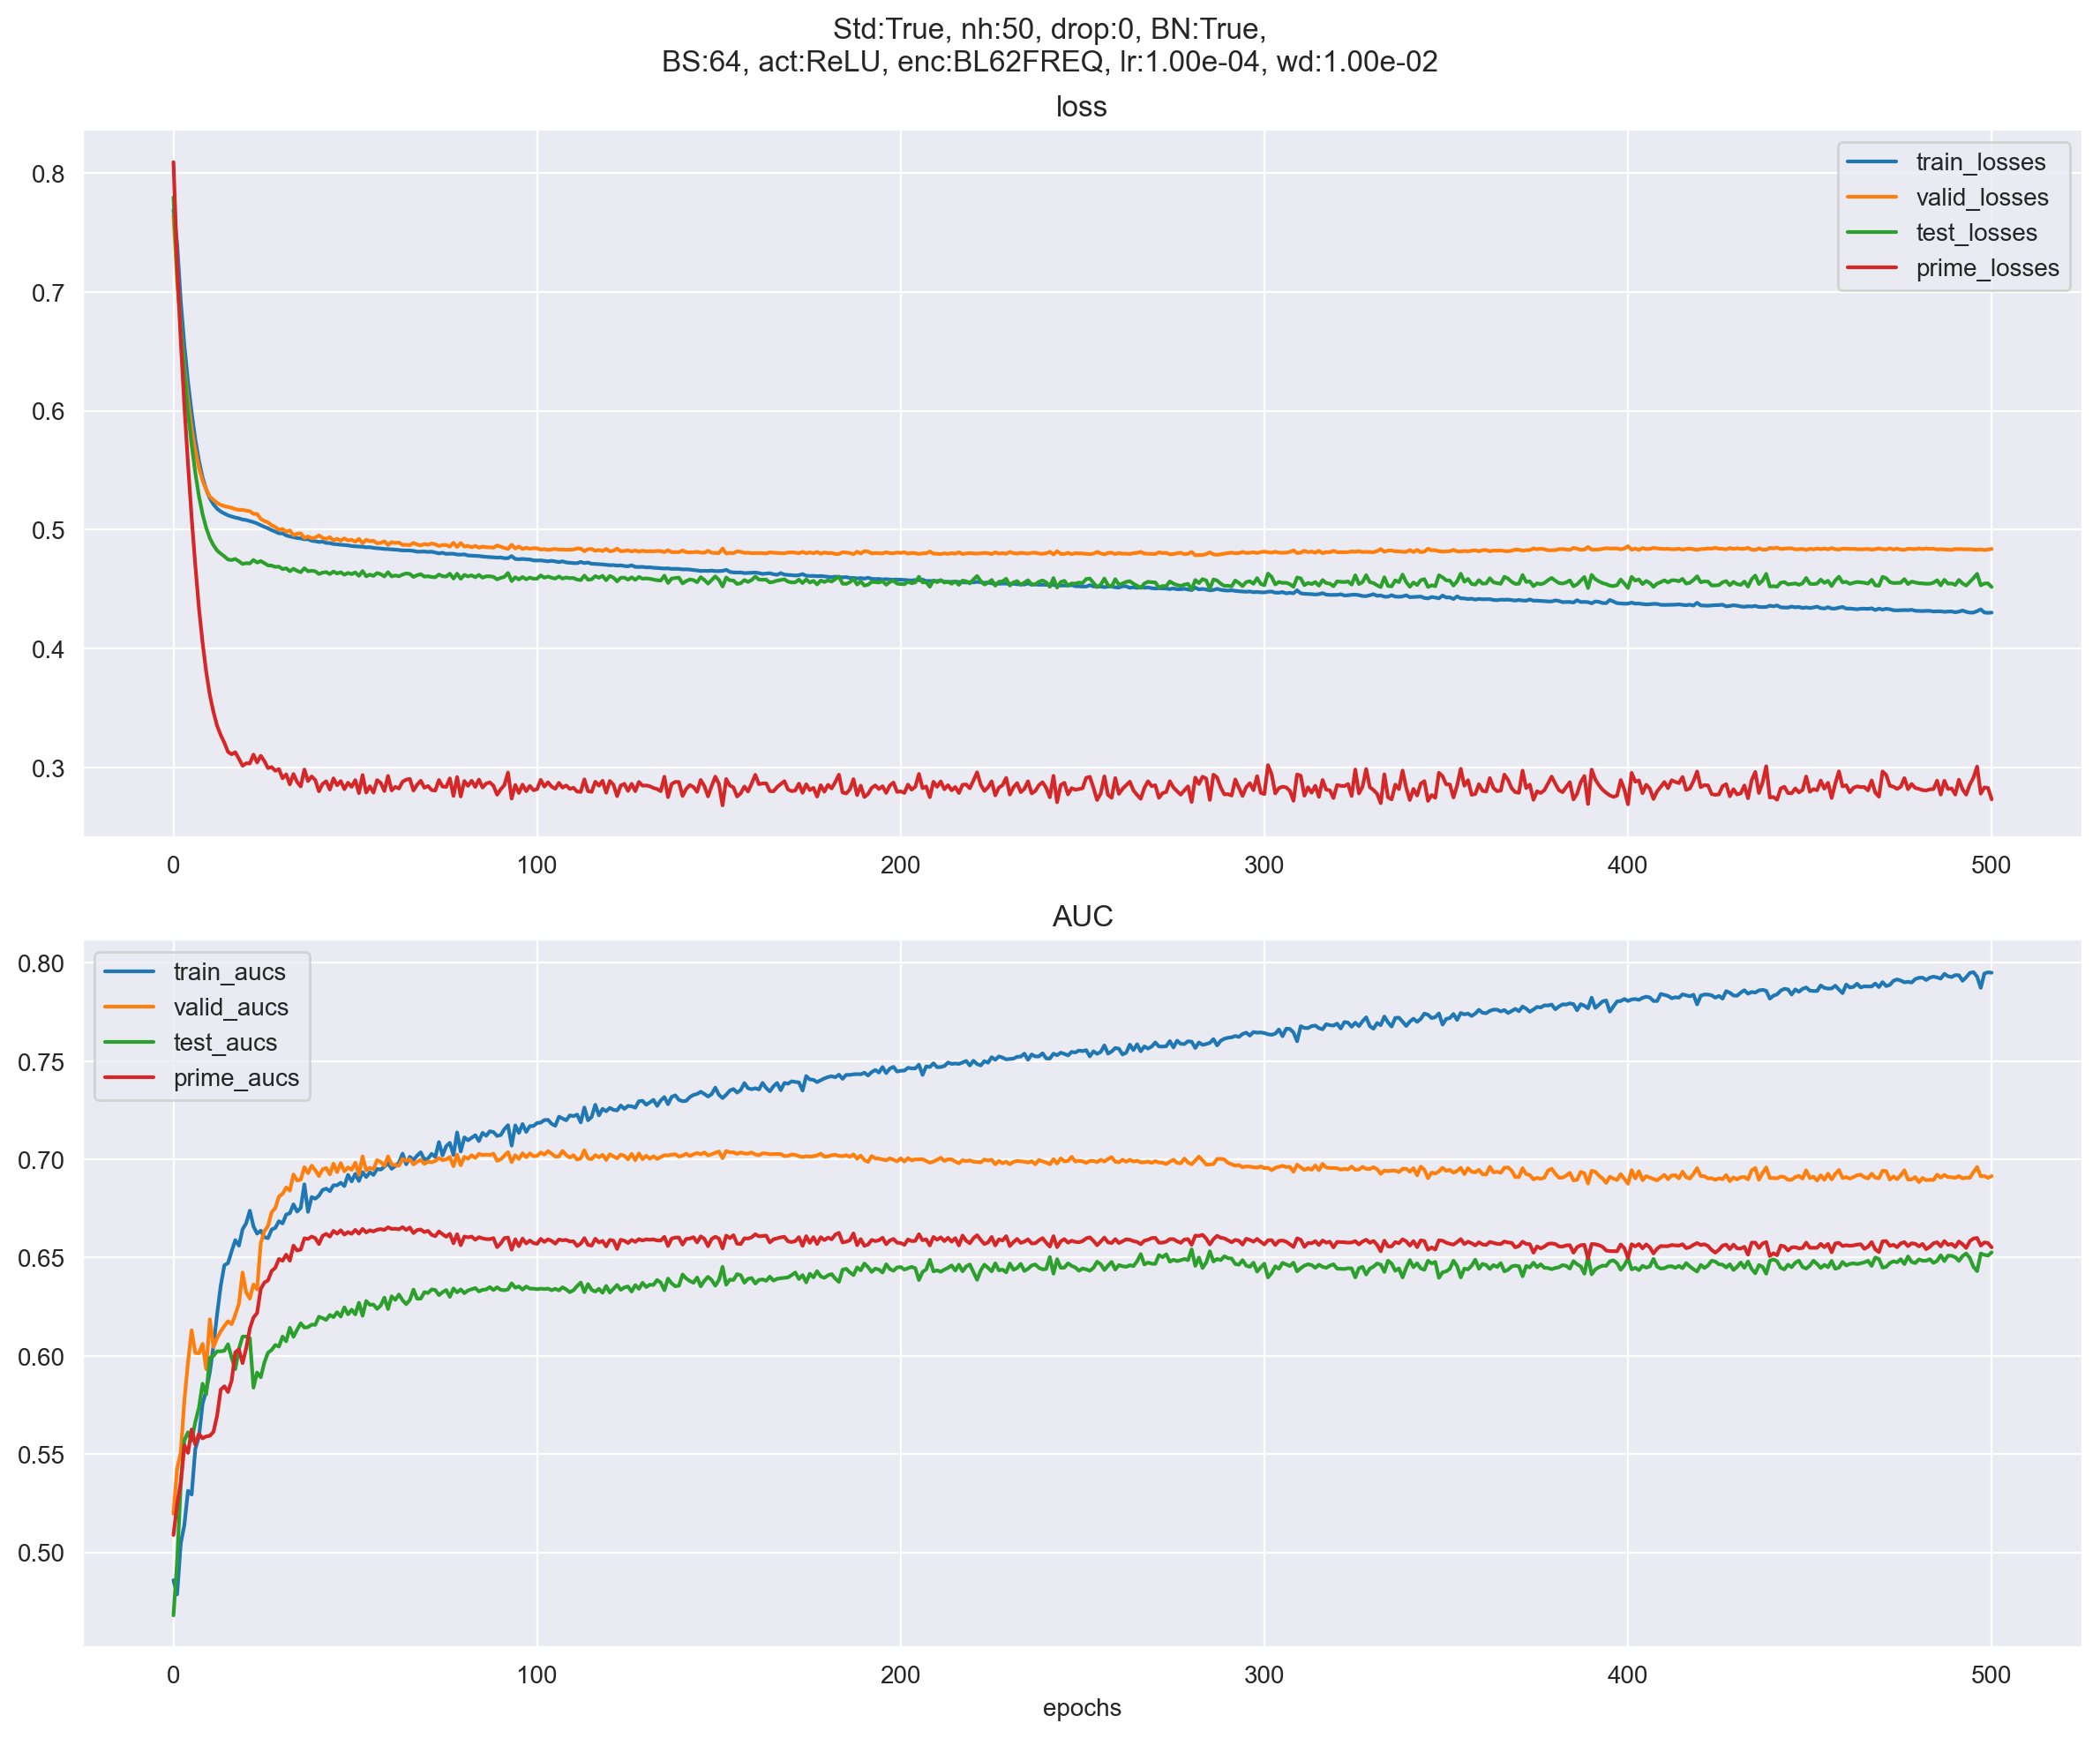 Std:True, nh:50, drop:0, BN:True,
BS:64, act:ReLU, enc:BL62FREQ, lr:1.00e-04, wd:1.00e-02
loss
0.8
0.7
0.6
0.5
0.4
0.3
train_losses
valid_losses
test_losses
prime_losses
0 100 200 300 400 500
AUC
0.80
0.75
0.70
0.65
0.60
0.55
0.50
train_aucs
valid_aucs
test_aucs
prime_aucs
0 100 200 300 400 500
epochs